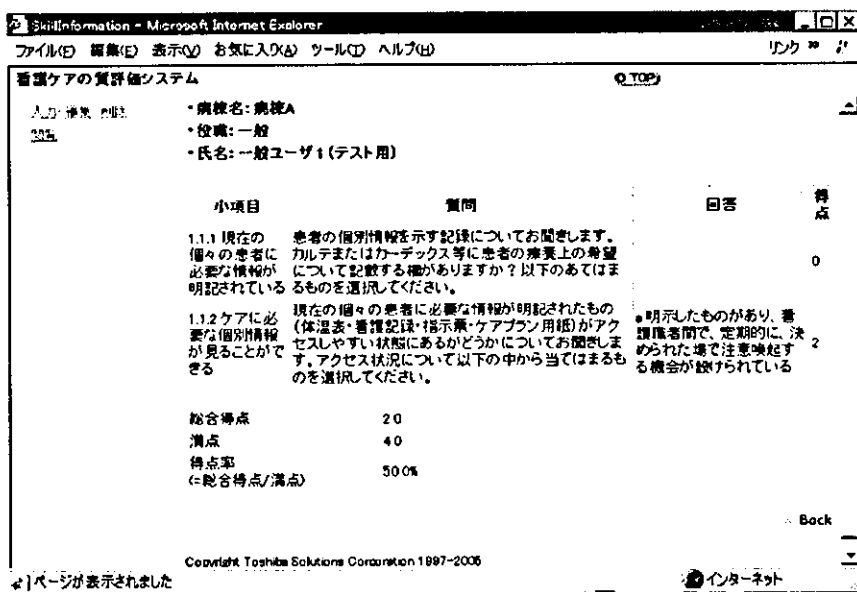 SkillInformation - Microsoft Internet Explorer
ファイル(F) 編集(E) 表示(V) お気に入り(A) ツール(T) ヘルプ(H) リンク »
看護ケアの質評価システム TOP
入力・編集・削除
閲覧
・病棟名: 病棟A
・役職: 一般
・氏名: 一般ユーザ1(テスト用)
小項目 質問 回答 得点
1.1.1 現在の個々の患者に必要な情報が明記されている
患者の個別情報を示す記録についてお聞きします。
カルテまたはカーデックス等に患者の療養上の希望
について記載する欄がありますか?以下のあてはま
るものを選択してください。
0
1.1.2 ケアに必要な個別情報が見ることができる
現在の個々の患者に必要な情報が明記されたもの
(体温表・看護記録・指示票・ケアプラン用紙)がアク
セスしやすい状態にあるかどうかについてお聞きしま
す。アクセス状況について以下の中から当てはまるも
のを選択してください。
●明示したものがあり、看
護職者間で、定期的に、決
められた場で注意喚起す
る機会が設けられている
2
総合得点 2.0
満点 4.0
得点率
(=総合得点/満点) 50.0%
Back
Copyright Toshiba Solutions Corporation 1997-2005
ページが表示されました インターネット